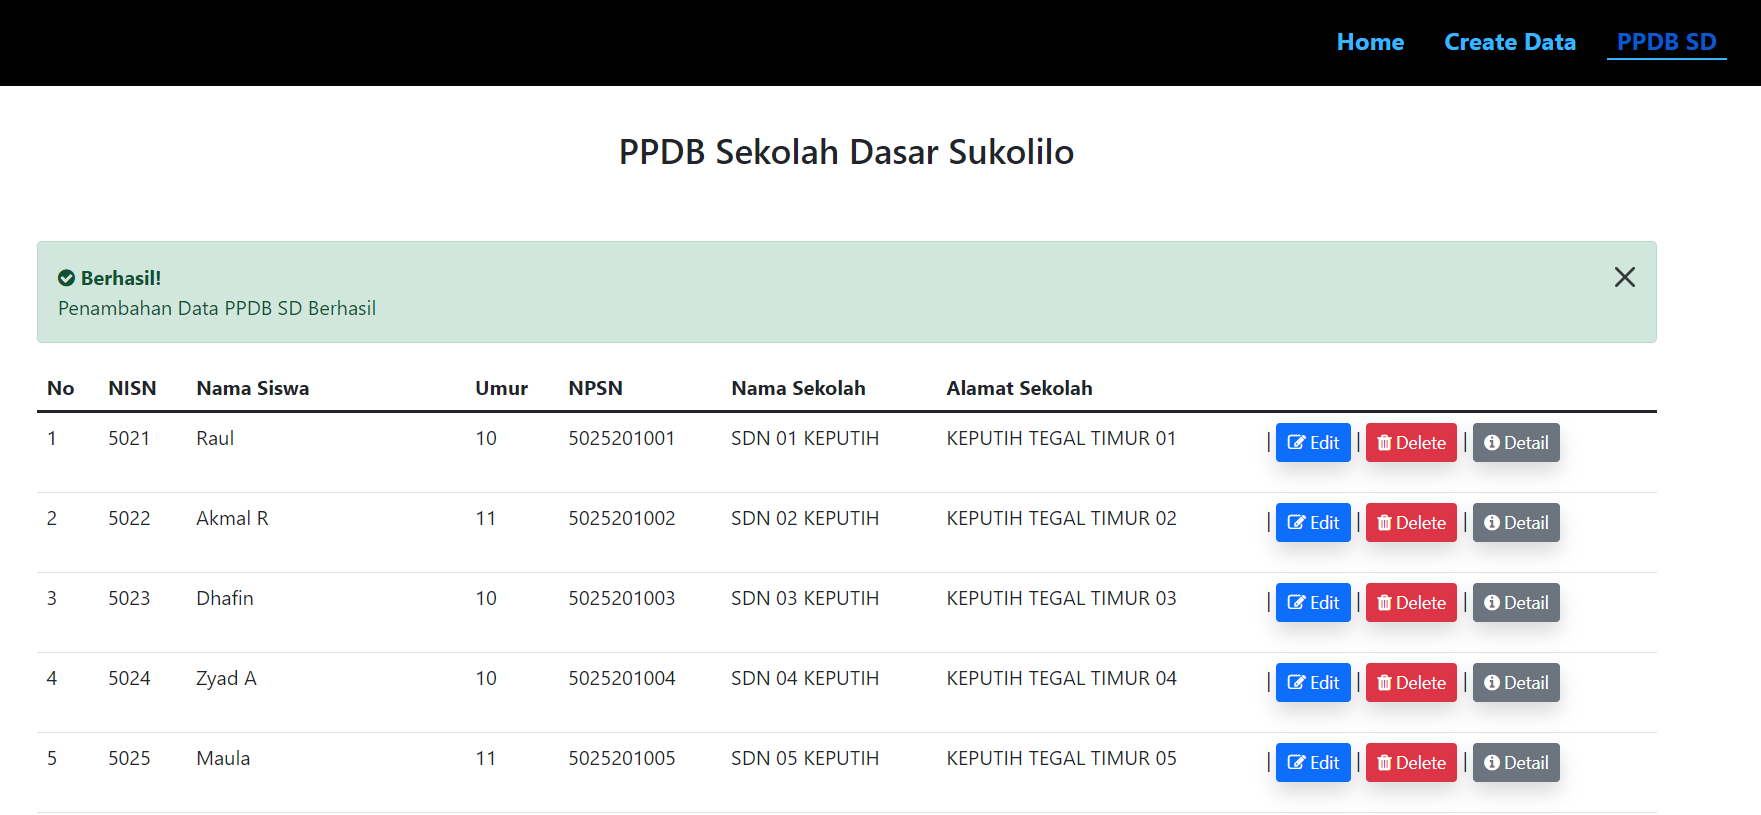 Home Create Data PPDB SD
PPDB Sekolah Dasar Sukolilo
Berhasil!
Penambahan Data PPDB SD Berhasil
No NISN Nama Siswa Umur NPSN Nama Sekolah Alamat Sekolah
1 5021 Raul 10 5025201001 SDN 01 KEPUTIH KEPUTIH TEGAL TIMUR 01 | Edit | Delete | Detail
2 5022 Akmal R 11 5025201002 SDN 02 KEPUTIH KEPUTIH TEGAL TIMUR 02 | Edit | Delete | Detail
3 5023 Dhafin 10 5025201003 SDN 03 KEPUTIH KEPUTIH TEGAL TIMUR 03 | Edit | Delete | Detail
4 5024 Zyad A 10 5025201004 SDN 04 KEPUTIH KEPUTIH TEGAL TIMUR 04 | Edit | Delete | Detail
5 5025 Maula 11 5025201005 SDN 05 KEPUTIH KEPUTIH TEGAL TIMUR 05 | Edit | Delete | Detail